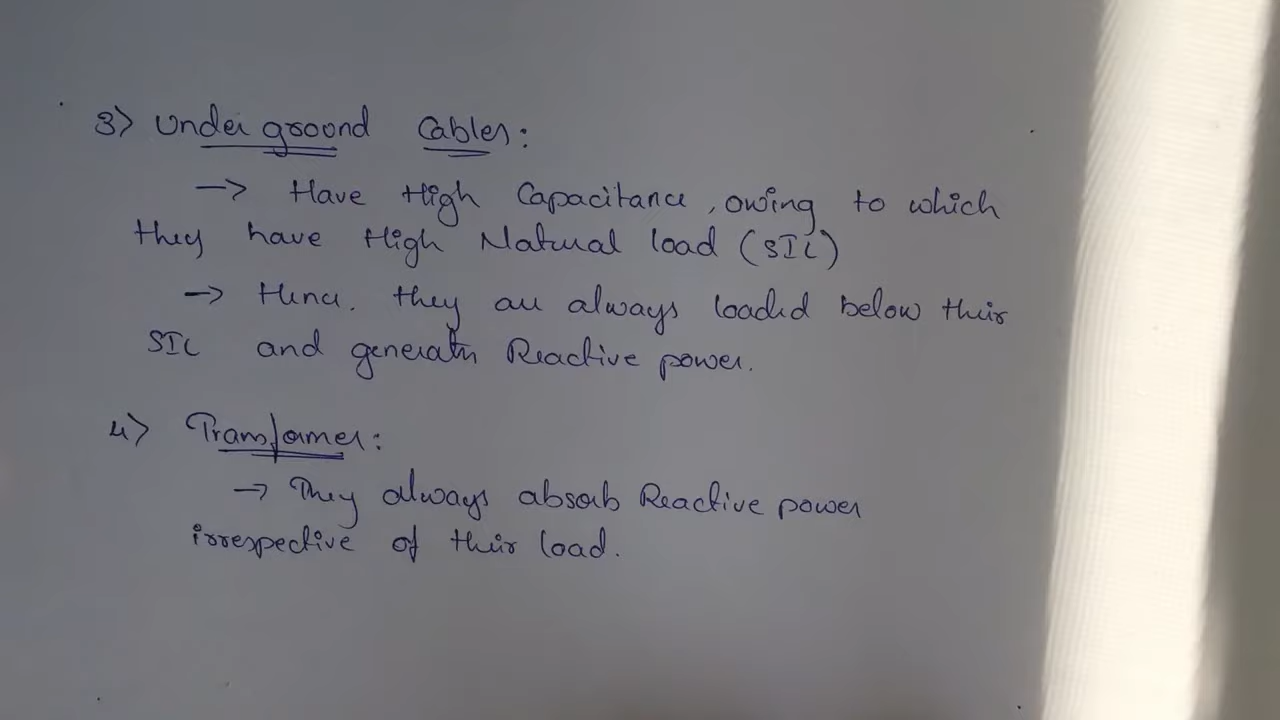 3) Underground Cables:
→ Have High Capacitance, owing to which
they have High Natural load (SIL)
→ Hence. they are always loaded below their
SIL and generates Reactive power.
4) Transformer:
→ They always absorb Reactive power
irrespective of their load.